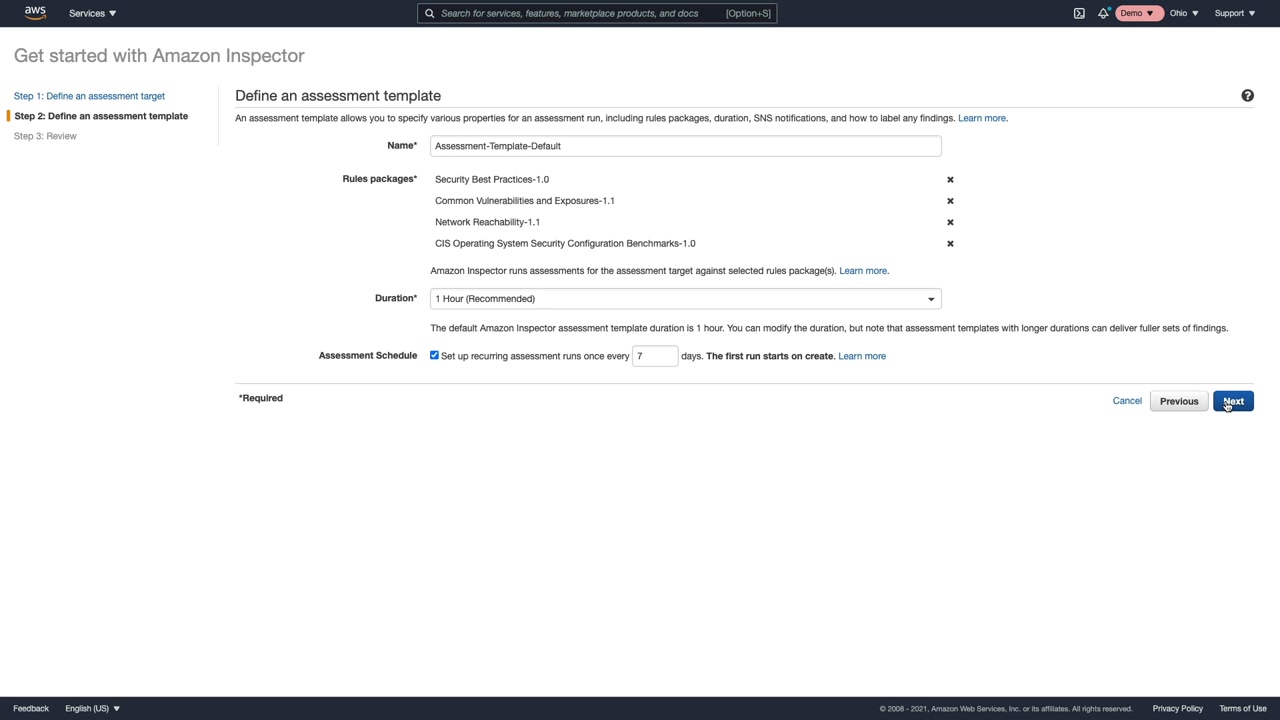 aws
Services
Search for services, features, marketplace products, and docs [Option+S]
Demo
Ohio
Support
Get started with Amazon Inspector
Step 1: Define an assessment target
Step 2: Define an assessment template
Step 3: Review
Define an assessment template
An assessment template allows you to specify various properties for an assessment run, including rules packages, duration, SNS notifications, and how to label any findings. Learn more.
Name* Assessment-Template-Default
Rules packages* Security Best Practices-1.0
Common Vulnerabilities and Exposures-1.1
Network Reachability-1.1
CIS Operating System Security Configuration Benchmarks-1.0
Amazon Inspector runs assessments for the assessment target against selected rules package(s). Learn more.
Duration* 1 Hour (Recommended)
The default Amazon Inspector assessment template duration is 1 hour. You can modify the duration, but note that assessment templates with longer durations can deliver fuller sets of findings.
Assessment Schedule Set up recurring assessment runs once every 7 days. The first run starts on create. Learn more
*Required
Cancel Previous Next
Feedback English (US) © 2008 - 2021, Amazon Web Services, Inc. or its affiliates. All rights reserved. Privacy Policy Terms of Use